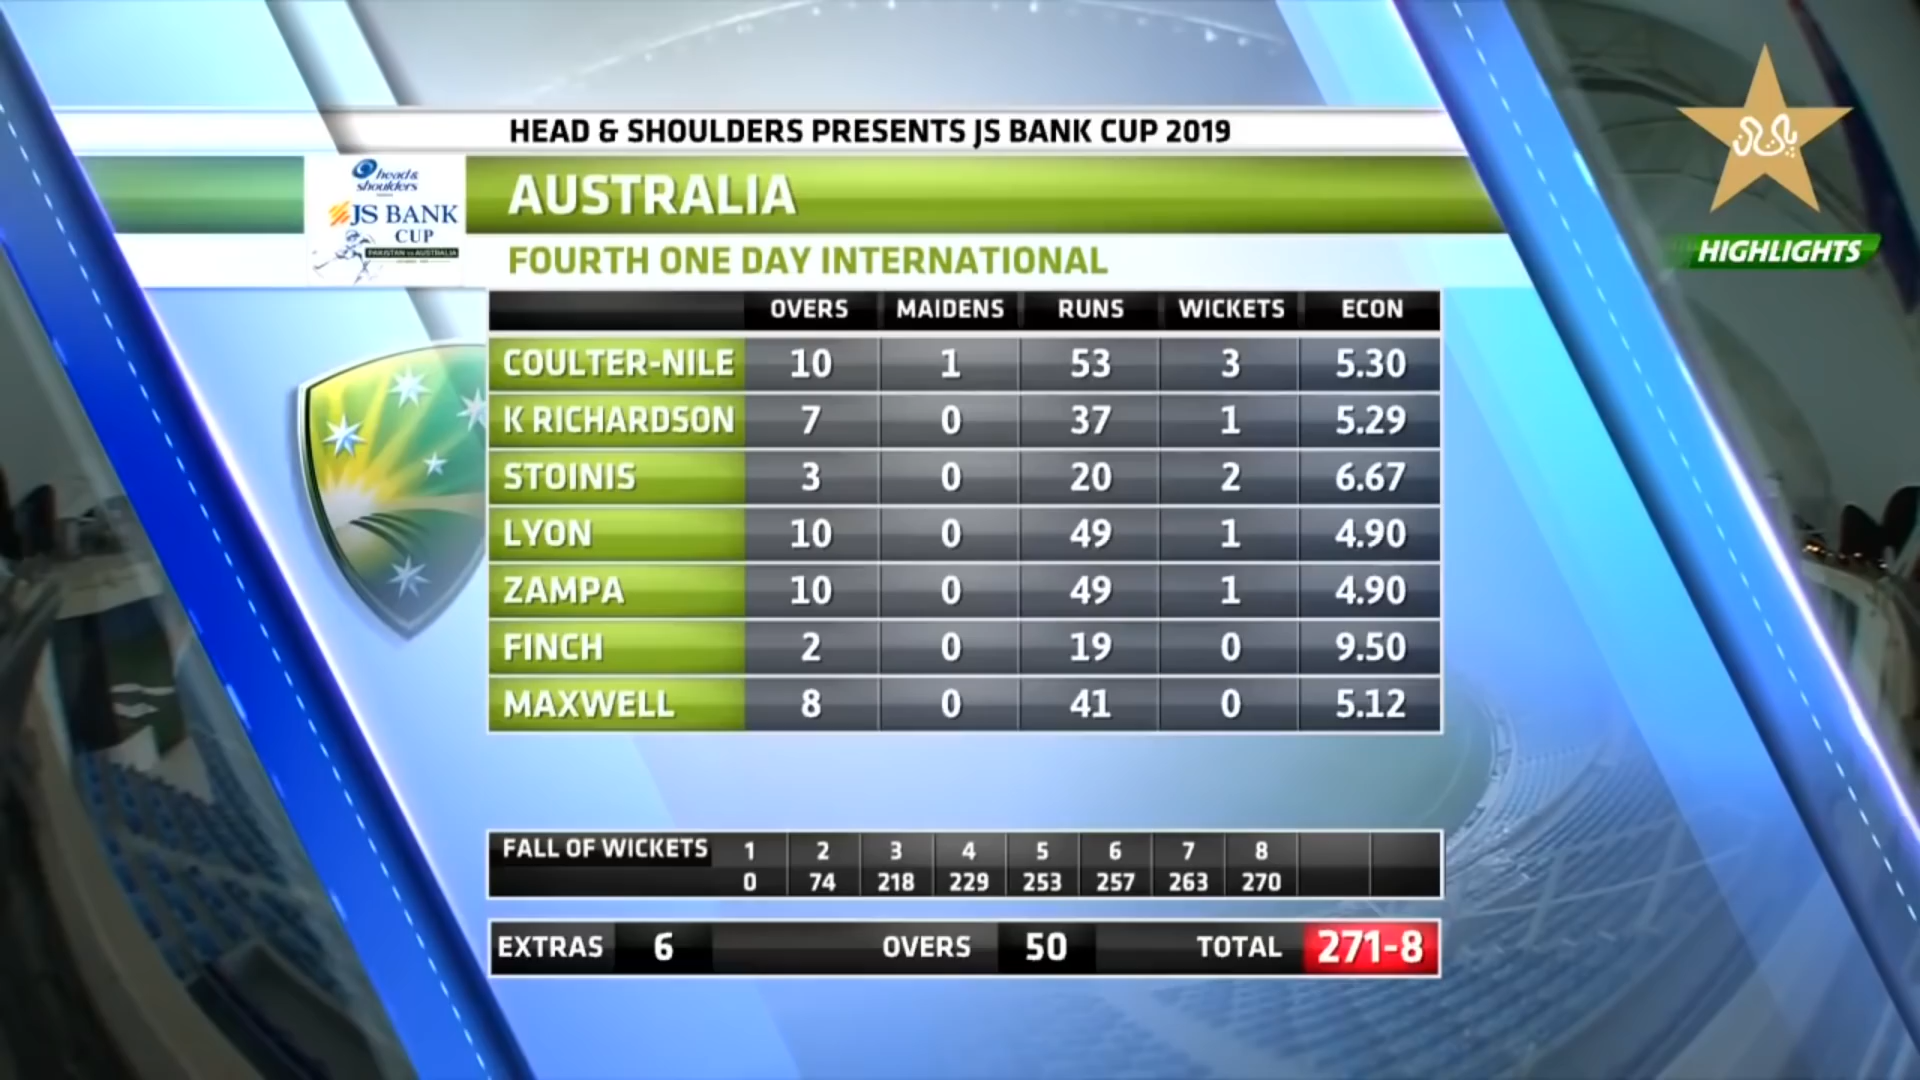 HEAD & SHOULDERS PRESENTS JS BANK CUP 2019
head &
shoulders
JS BANK
CUP
PAKISTAN vs AUSTRALIA
AUSTRALIA
FOURTH ONE DAY INTERNATIONAL
HIGHLIGHTS
OVERS MAIDENS RUNS WICKETS ECON
COULTER-NILE 10 1 53 3 5.30
K RICHARDSON 7 0 37 1 5.29
STOINIS 3 0 20 2 6.67
LYON 10 0 49 1 4.90
ZAMPA 10 0 49 1 4.90
FINCH 2 0 19 0 9.50
MAXWELL 8 0 41 0 5.12
FALL OF WICKETS 1 2 3 4 5 6 7 8
0 74 218 229 253 257 263 270
EXTRAS 6 OVERS 50 TOTAL 271-8